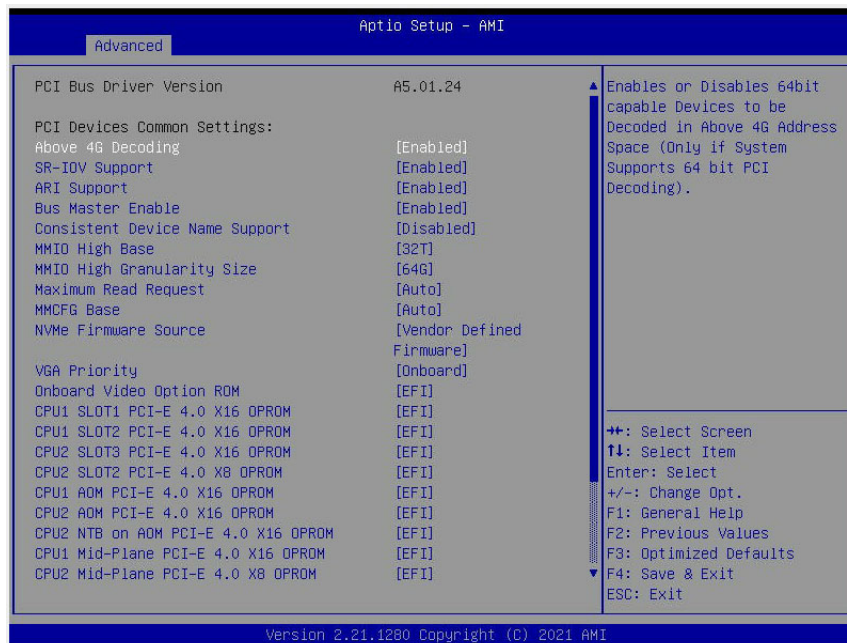 Aptio Setup – AMI
Advanced
PCI Bus Driver Version A5.01.24
PCI Devices Common Settings:
Above 4G Decoding [Enabled]
SR-IOV Support [Enabled]
ARI Support [Enabled]
Bus Master Enable [Enabled]
Consistent Device Name Support [Disabled]
MMIO High Base [32T]
MMIO High Granularity Size [64G]
Maximum Read Request [Auto]
MMCFG Base [Auto]
NVMe Firmware Source [Vendor Defined
Firmware]
VGA Priority [Onboard]
Onboard Video Option ROM [EFI]
CPU1 SLOT1 PCI-E 4.0 X16 OPROM [EFI]
CPU1 SLOT2 PCI-E 4.0 X16 OPROM [EFI]
CPU2 SLOT3 PCI-E 4.0 X16 OPROM [EFI]
CPU2 SLOT2 PCI-E 4.0 X8 OPROM [EFI]
CPU1 AOM PCI-E 4.0 X16 OPROM [EFI]
CPU2 AOM PCI-E 4.0 X16 OPROM [EFI]
CPU2 NTB on AOM PCI-E 4.0 X16 OPROM [EFI]
CPU1 Mid-Plane PCI-E 4.0 X16 OPROM [EFI]
CPU2 Mid-Plane PCI-E 4.0 X8 OPROM [EFI]
Enables or Disables 64bit
capable Devices to be
Decoded in Above 4G Address
Space (Only if System
Supports 64 bit PCI
Decoding).
→←: Select Screen
↑↓: Select Item
Enter: Select
+/-: Change Opt.
F1: General Help
F2: Previous Values
F3: Optimized Defaults
F4: Save & Exit
ESC: Exit
Version 2.21.1280 Copyright (C) 2021 AMI